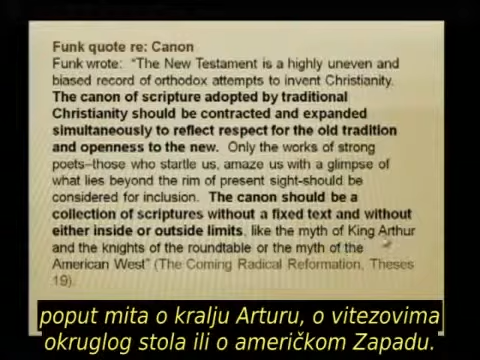 Funk quote re: Canon
Funk wrote: "The New Testament is a highly uneven and
biased record of orthodox attempts to invent Christianity.
The canon of scripture adopted by traditional
Christianity should be contracted and expanded
simultaneously to reflect respect for the old tradition
and openness to the new. Only the works of strong
poets–those who startle us, amaze us with a glimpse of
what lies beyond the rim of present sight-should be
considered for inclusion. The canon should be a
collection of scriptures without a fixed text and without
either inside or outside limits, like the myth of King Arthur
and the knights of the roundtable or the myth of the
American West" (The Coming Radical Reformation, Theses
19).
poput mita o kralju Arturu, o vitezovima
okruglog stola ili o američkom Zapadu.